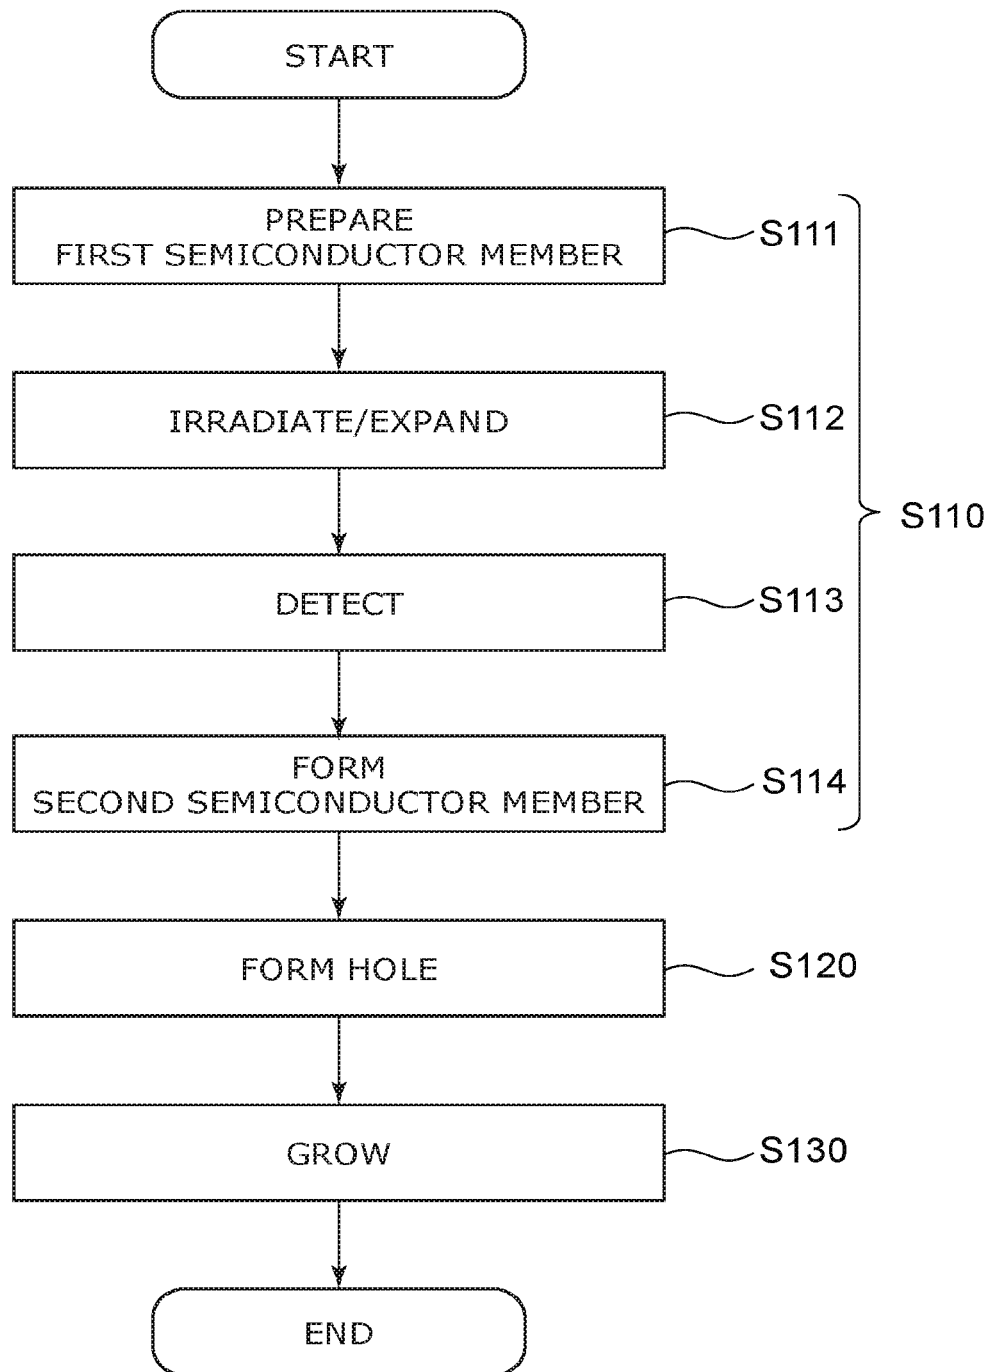 START
PREPARE
FIRST SEMICONDUCTOR MEMBER
S111
IRRADIATE/EXPAND
S112
S110
DETECT
S113
FORM
SECOND SEMICONDUCTOR MEMBER
S114
FORM HOLE
S120
GROW
S130
END